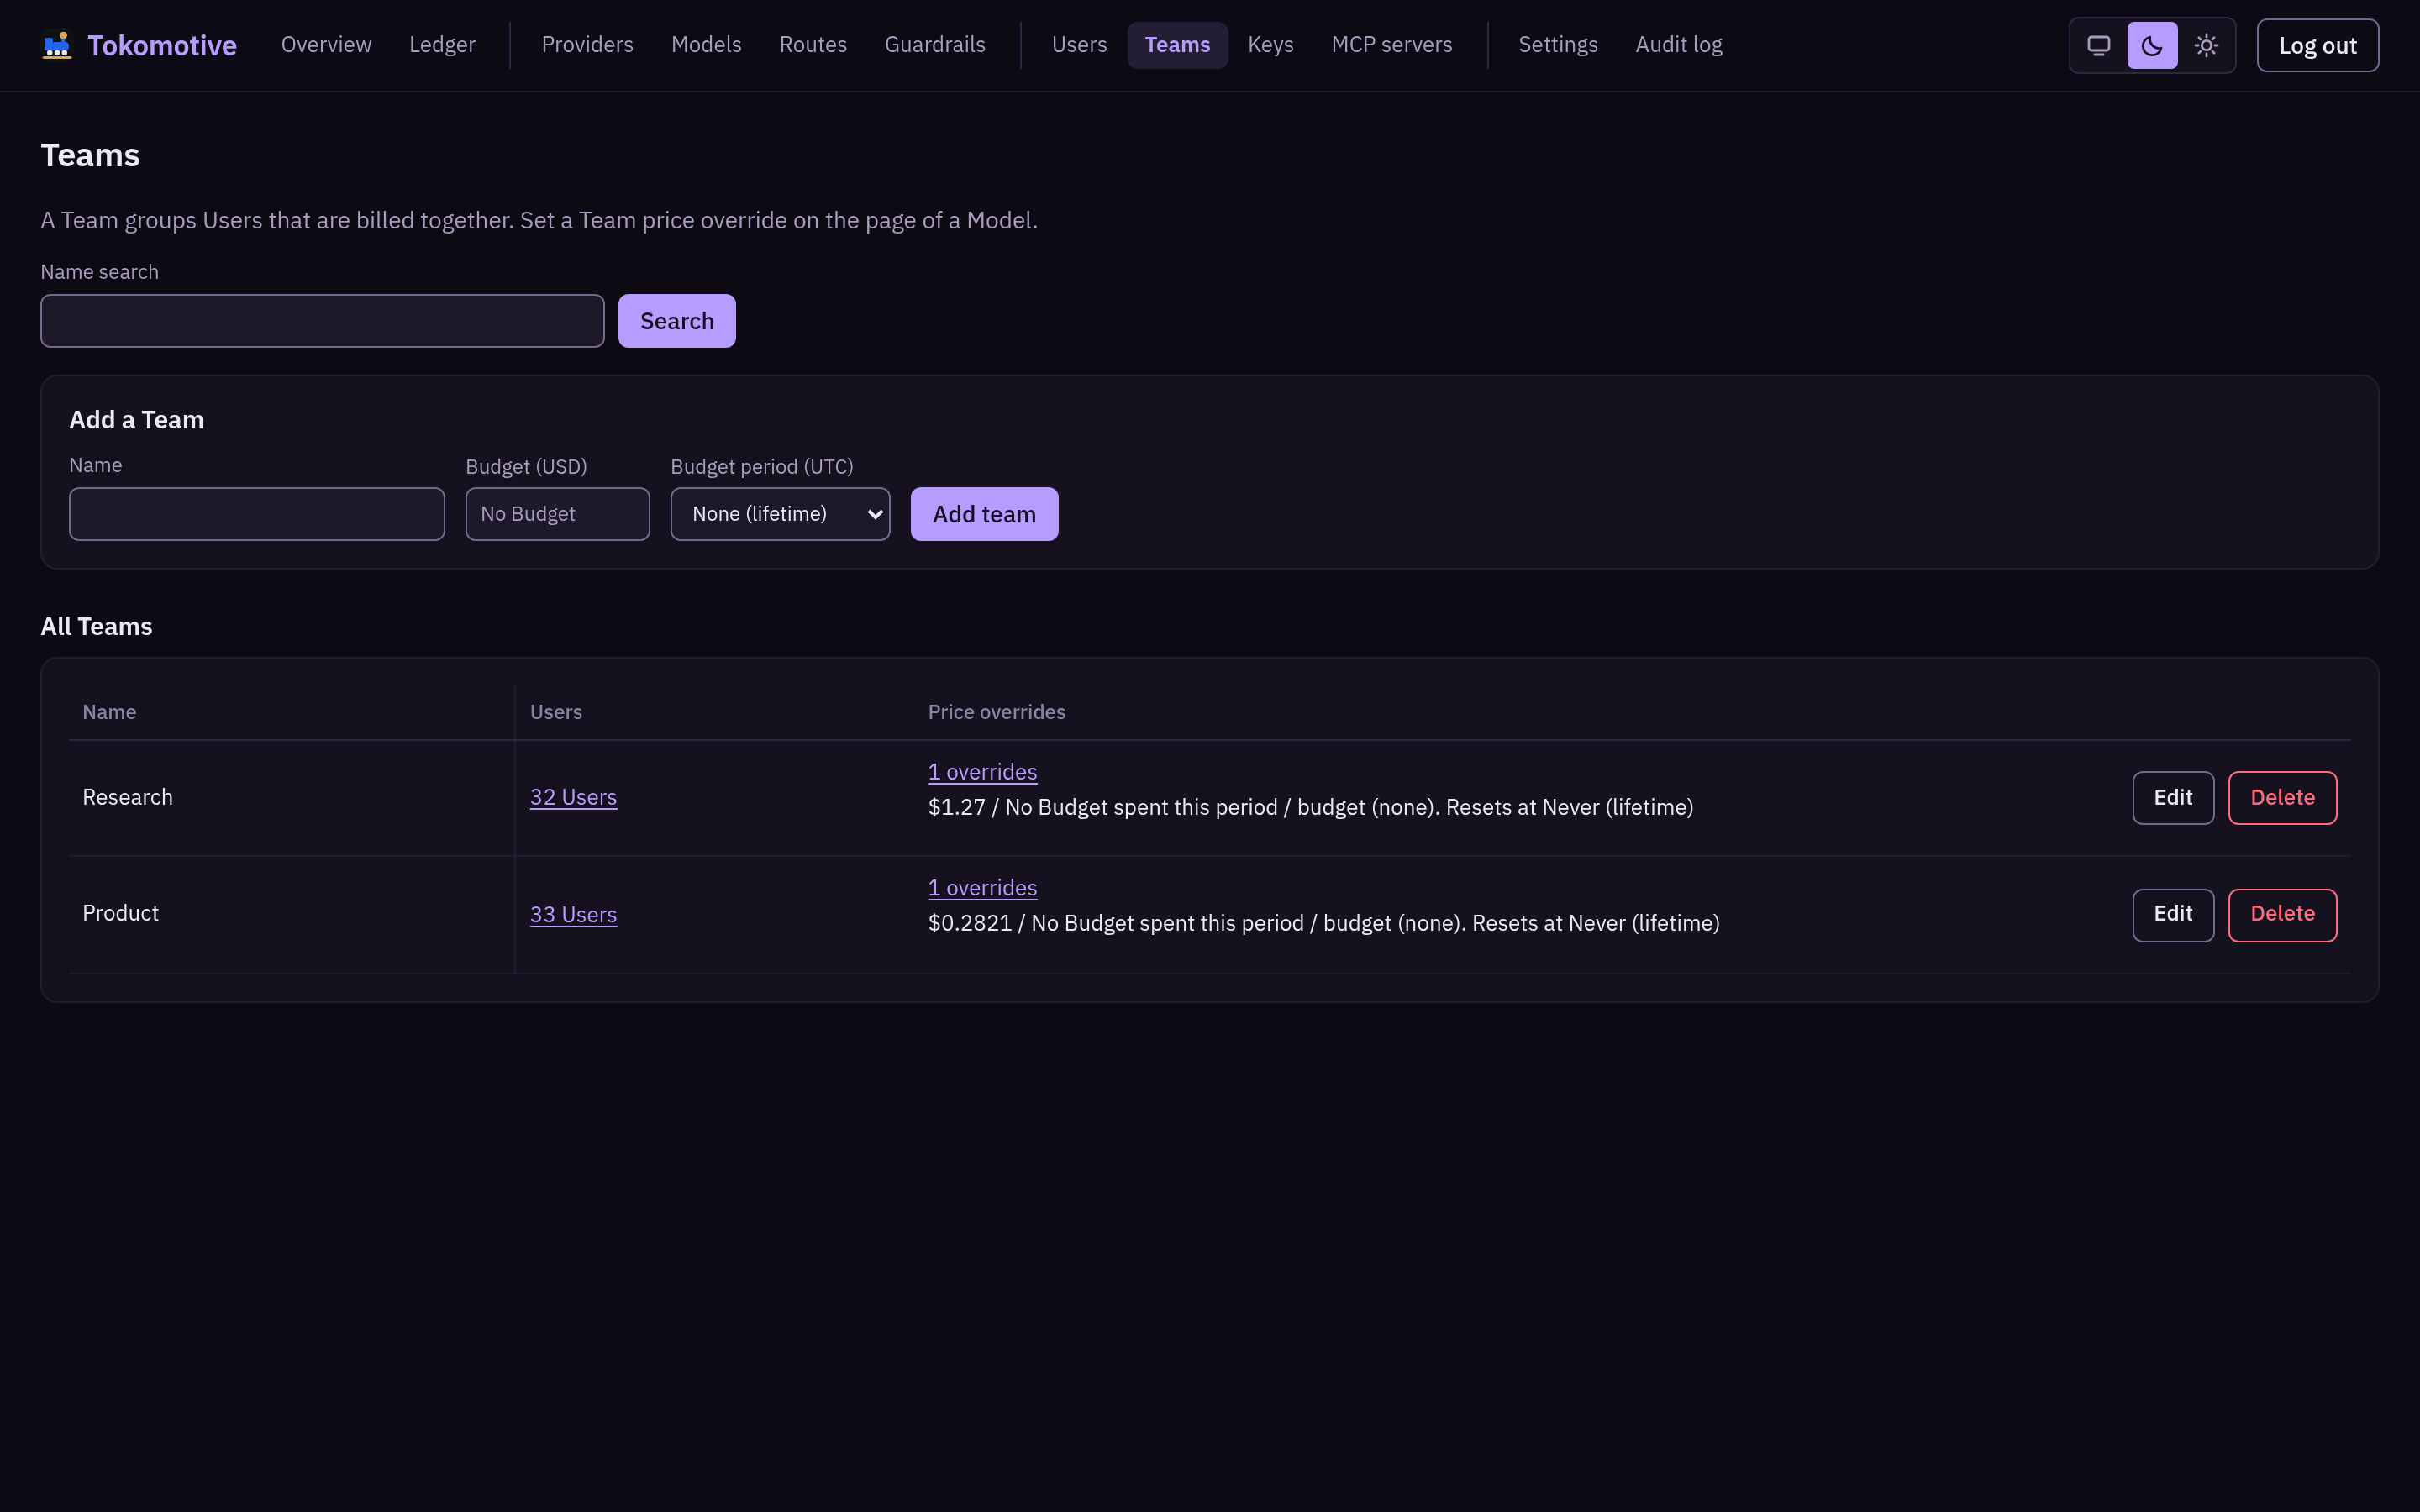 Tokomotive Overview Ledger Providers Models Routes Guardrails Users Teams Keys MCP servers Settings Audit log Log out
Teams
A Team groups Users that are billed together. Set a Team price override on the page of a Model.
Name search
Search
Add a Team
Name Budget (USD) Budget period (UTC)
No Budget None (lifetime) Add team
All Teams
Name Users Price overrides
Research 32 Users 1 overrides Edit Delete
$1.27 / No Budget spent this period / budget (none). Resets at Never (lifetime)
Product 33 Users 1 overrides Edit Delete
$0.2821 / No Budget spent this period / budget (none). Resets at Never (lifetime)